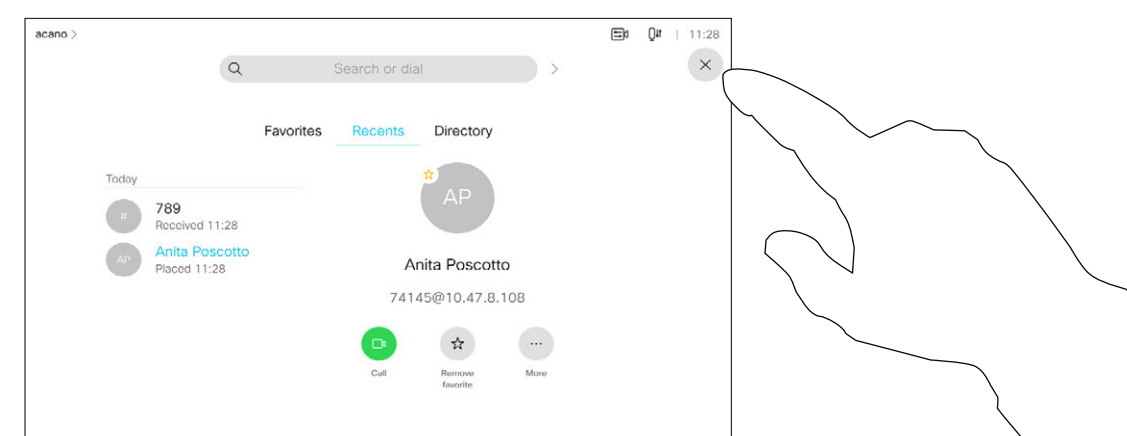 acano >
11:28
Search or dial
Favorites Recents Directory
Today
#
789
Received 11:28
AP
Anita Poscotto
Placed 11:28
AP
Anita Poscotto
74145@10.47.8.108
Call
Remove
favorite
More